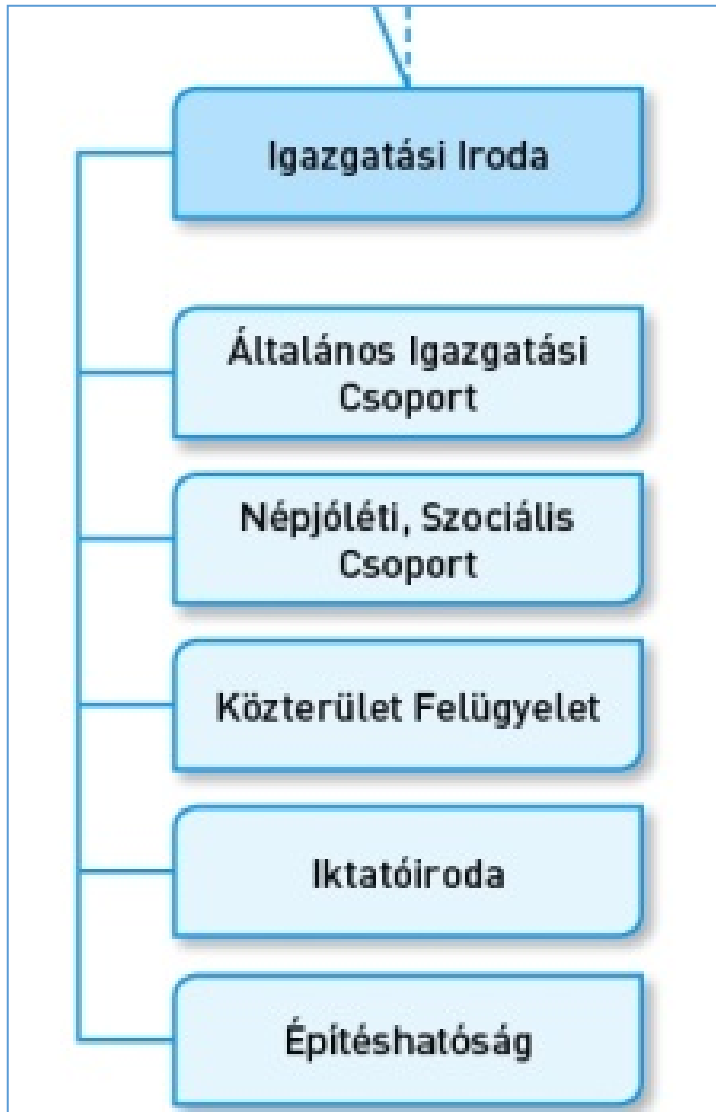 Igazgatási Iroda
Általános Igazgatási
Csoport
Népjóléti, Szociális
Csoport
Közterület Felügyelet
Iktatóiroda
Építéshatóság